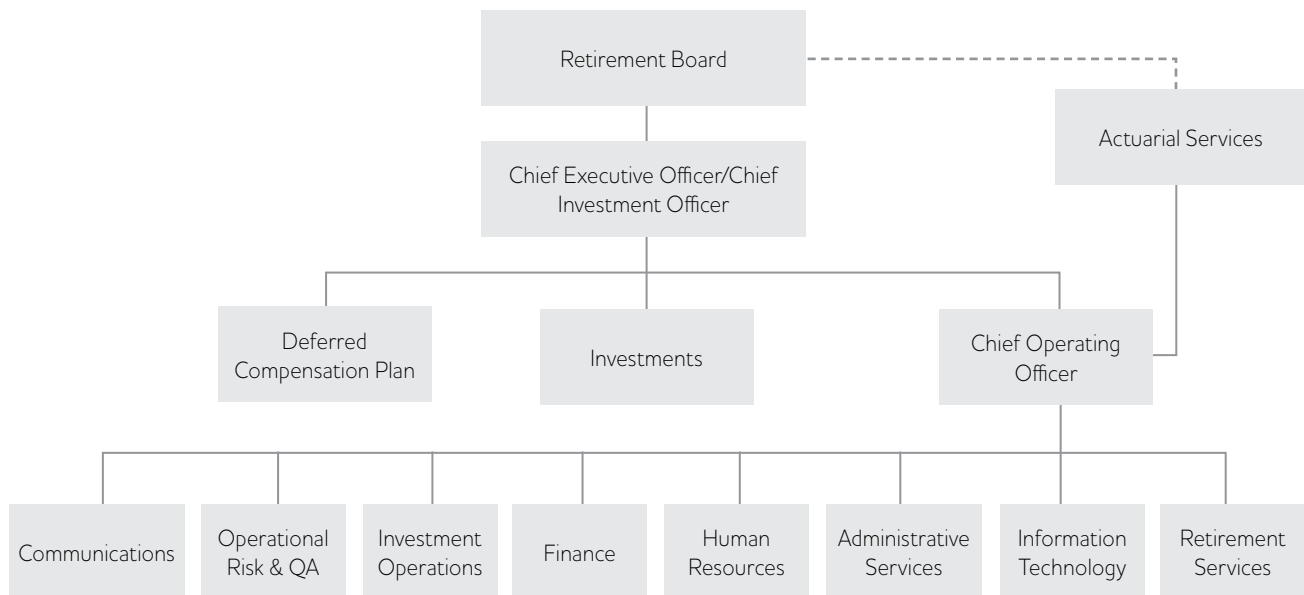 Retirement Board
Actuarial Services
Chief Executive Officer/Chief
Investment Officer
Deferred
Compensation Plan
Investments
Chief Operating
Officer
Communications
Operational
Risk & QA
Investment
Operations
Finance
Human
Resources
Administrative
Services
Information
Technology
Retirement
Services